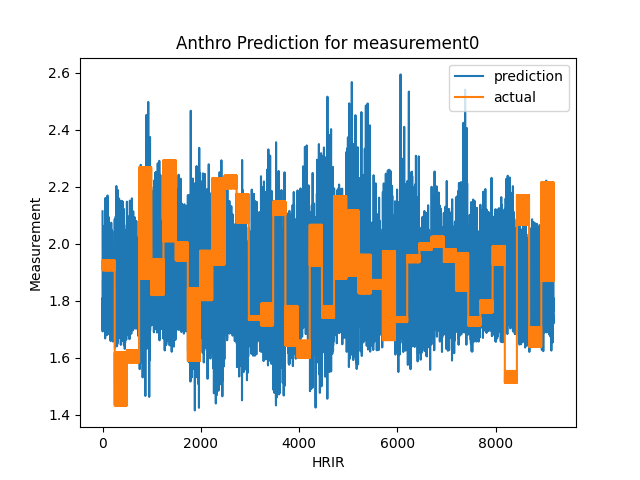 Anthro Prediction for measurement0
prediction
actual
2.6
2.4
2.2
2.0
1.8
1.6
1.4
Measurement
0 2000 4000 6000 8000
HRIR